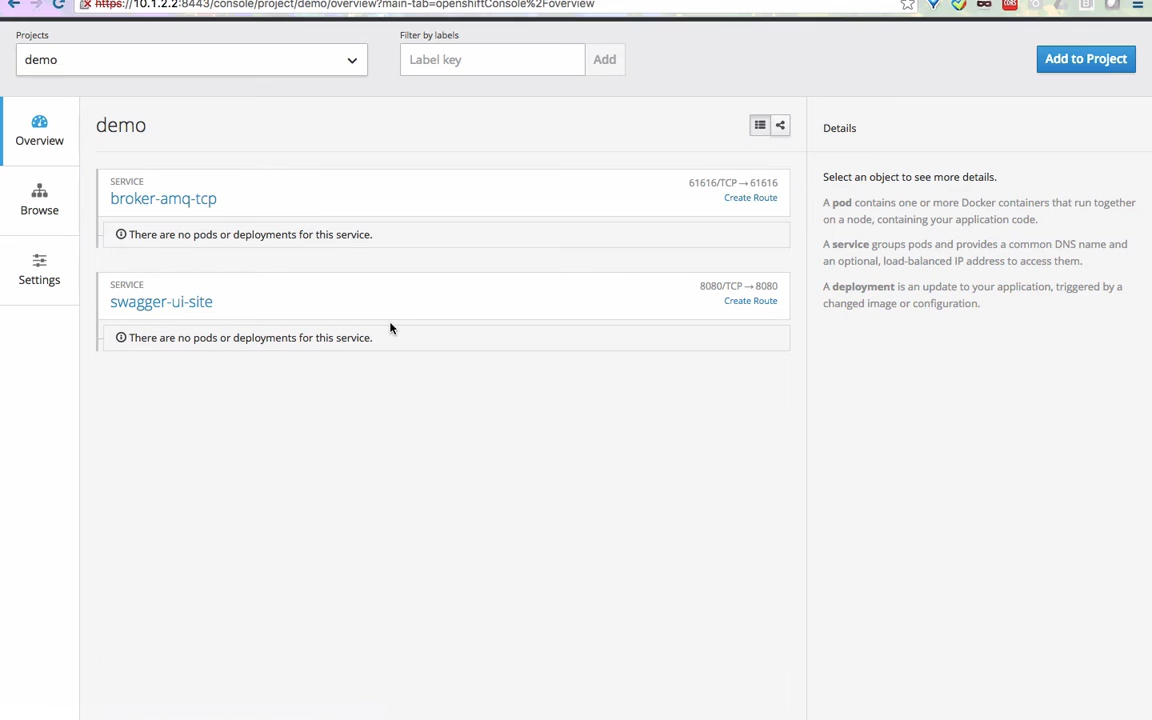 https://10.1.2.2:8443/console/project/demo/overview?main-tab=openshiftConsole%2Foverview
Projects
Filter by labels
demo
Label key
Add
Add to Project
Overview
Browse
Settings
demo
SERVICE
broker-amq-tcp
61616/TCP → 61616
Create Route
There are no pods or deployments for this service.
SERVICE
swagger-ui-site
8080/TCP → 8080
Create Route
There are no pods or deployments for this service.
Details
Select an object to see more details.
A pod contains one or more Docker containers that run together
on a node, containing your application code.
A service groups pods and provides a common DNS name and
an optional, load-balanced IP address to access them.
A deployment is an update to your application, triggered by a
changed image or configuration.